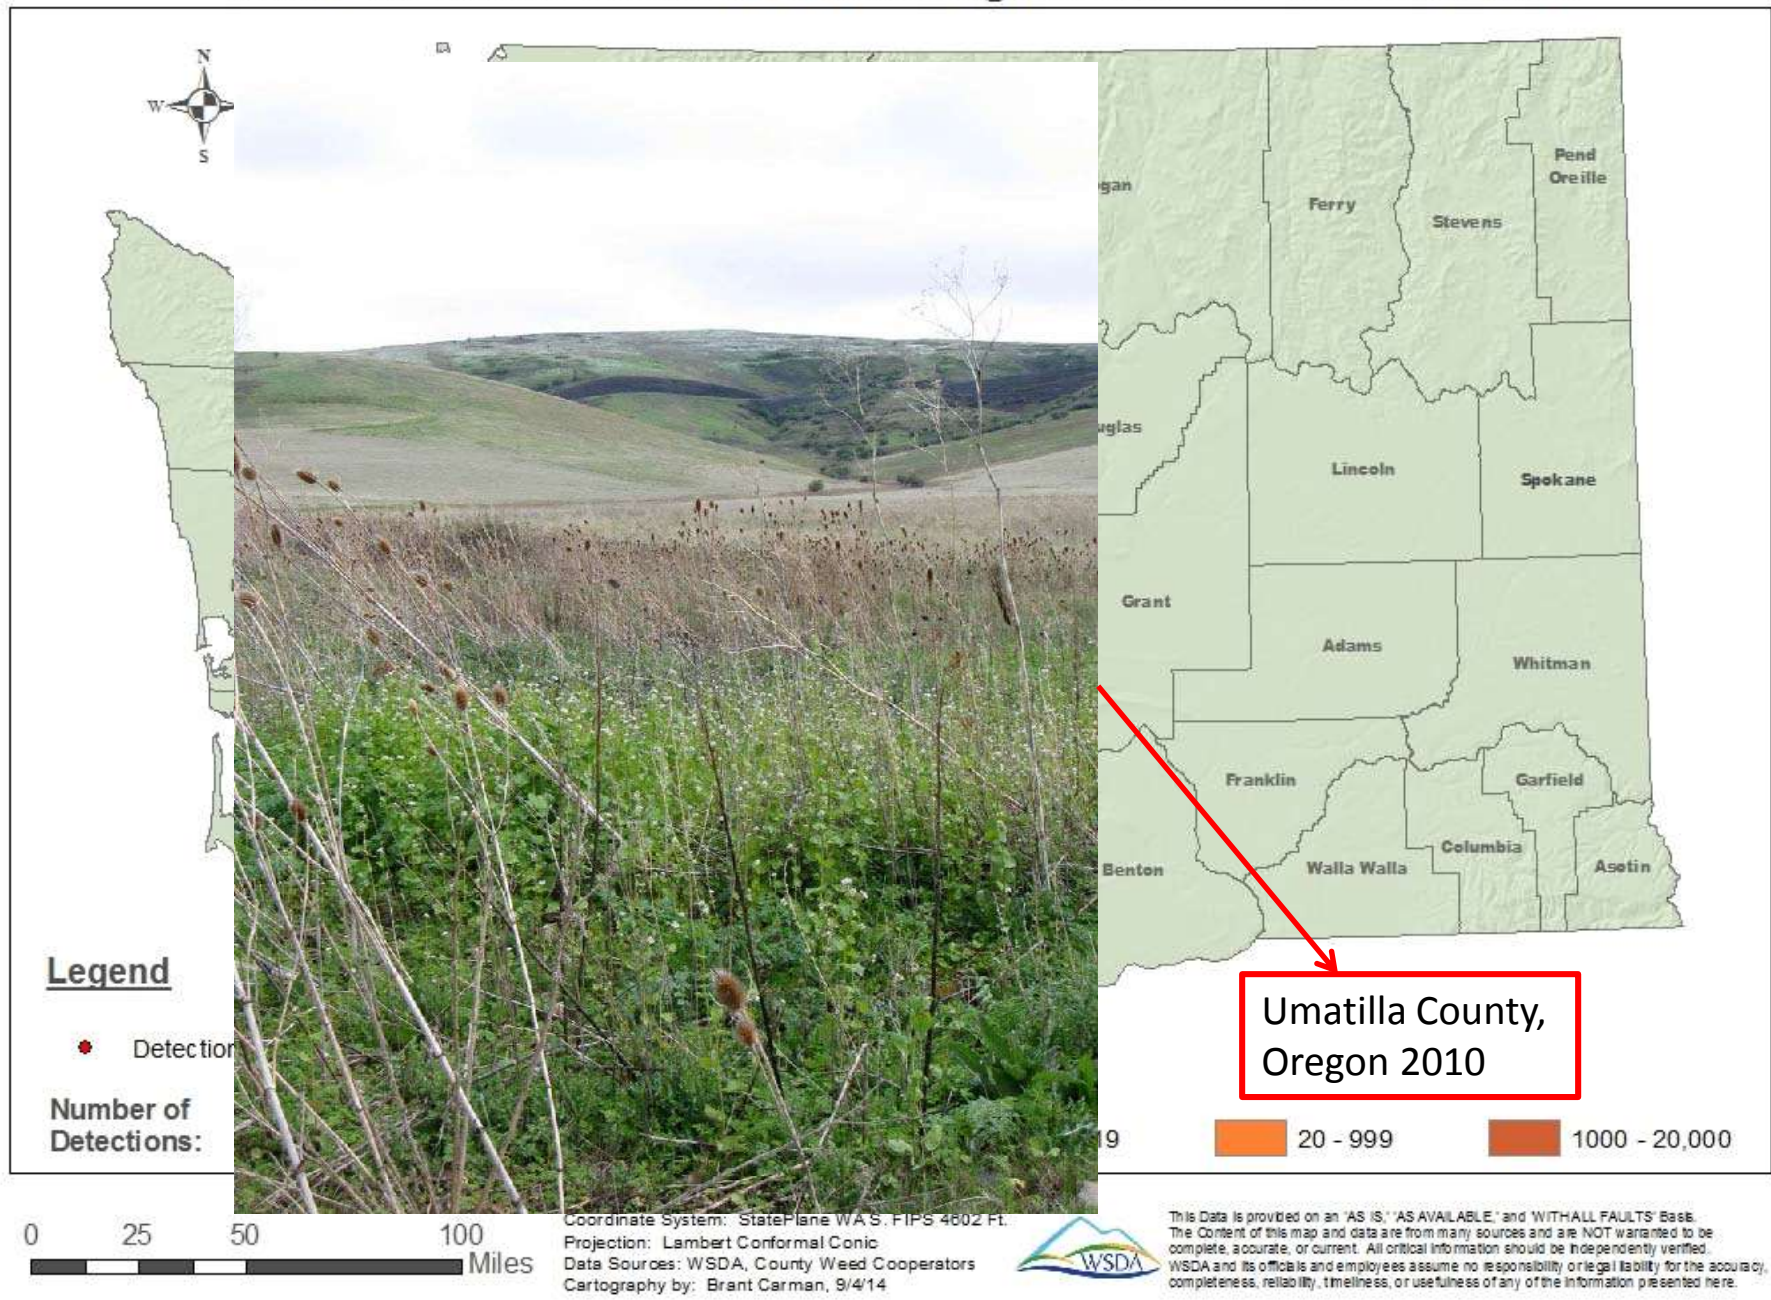 N
W
S
gan
Ferry
Stevens
Pend
Oreille
uglas
Lincoln
Spokane
Grant
Adams
Whitman
Franklin
Garfield
Benton
Walla Walla
Columbia
Asotin
Legend
Detection
Number of
Detections:
Umatilla County,
Oregon 2010
19
20 - 999
1000 - 20,000
0 25 50 100
Miles
Coordinate System: StatePlane WA S. FIPS 4602 Ft.
Projection: Lambert Conformal Conic
Data Sources: WSDA, County Weed Cooperators
Cartography by: Brant Carman, 9/4/14
WSDA
This Data is provided on an 'AS IS,' 'AS AVAILABLE,' and 'WITH ALL FAULTS' Basis.
The Content of this map and data are from many sources and are NOT warranted to be
complete, accurate, or current. All critical information should be independently verified.
WSDA and its officials and employees assume no responsibility or legal liability for the accuracy,
completeness, reliability, timeliness, or usefulness of any of the information presented here.